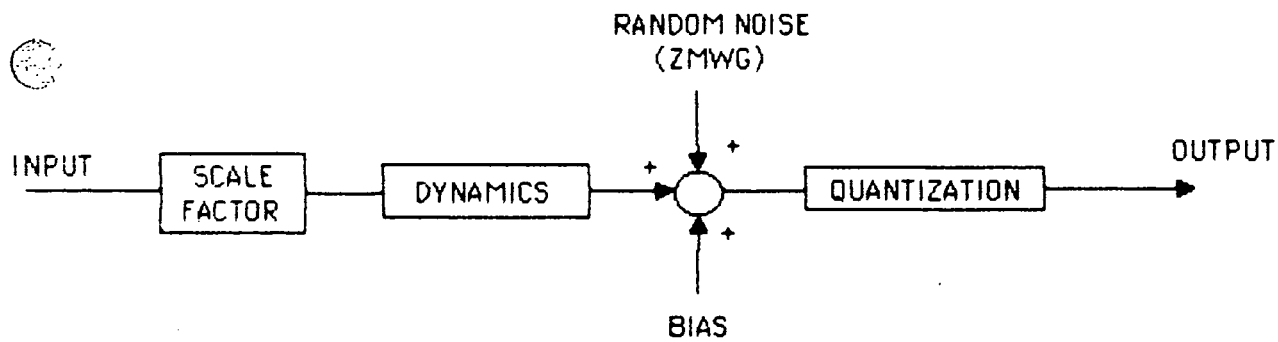 RANDOM NOISE
(ZMWG)
INPUT
SCALE
FACTOR
DYNAMICS
+
+
+
QUANTIZATION
OUTPUT
BIAS